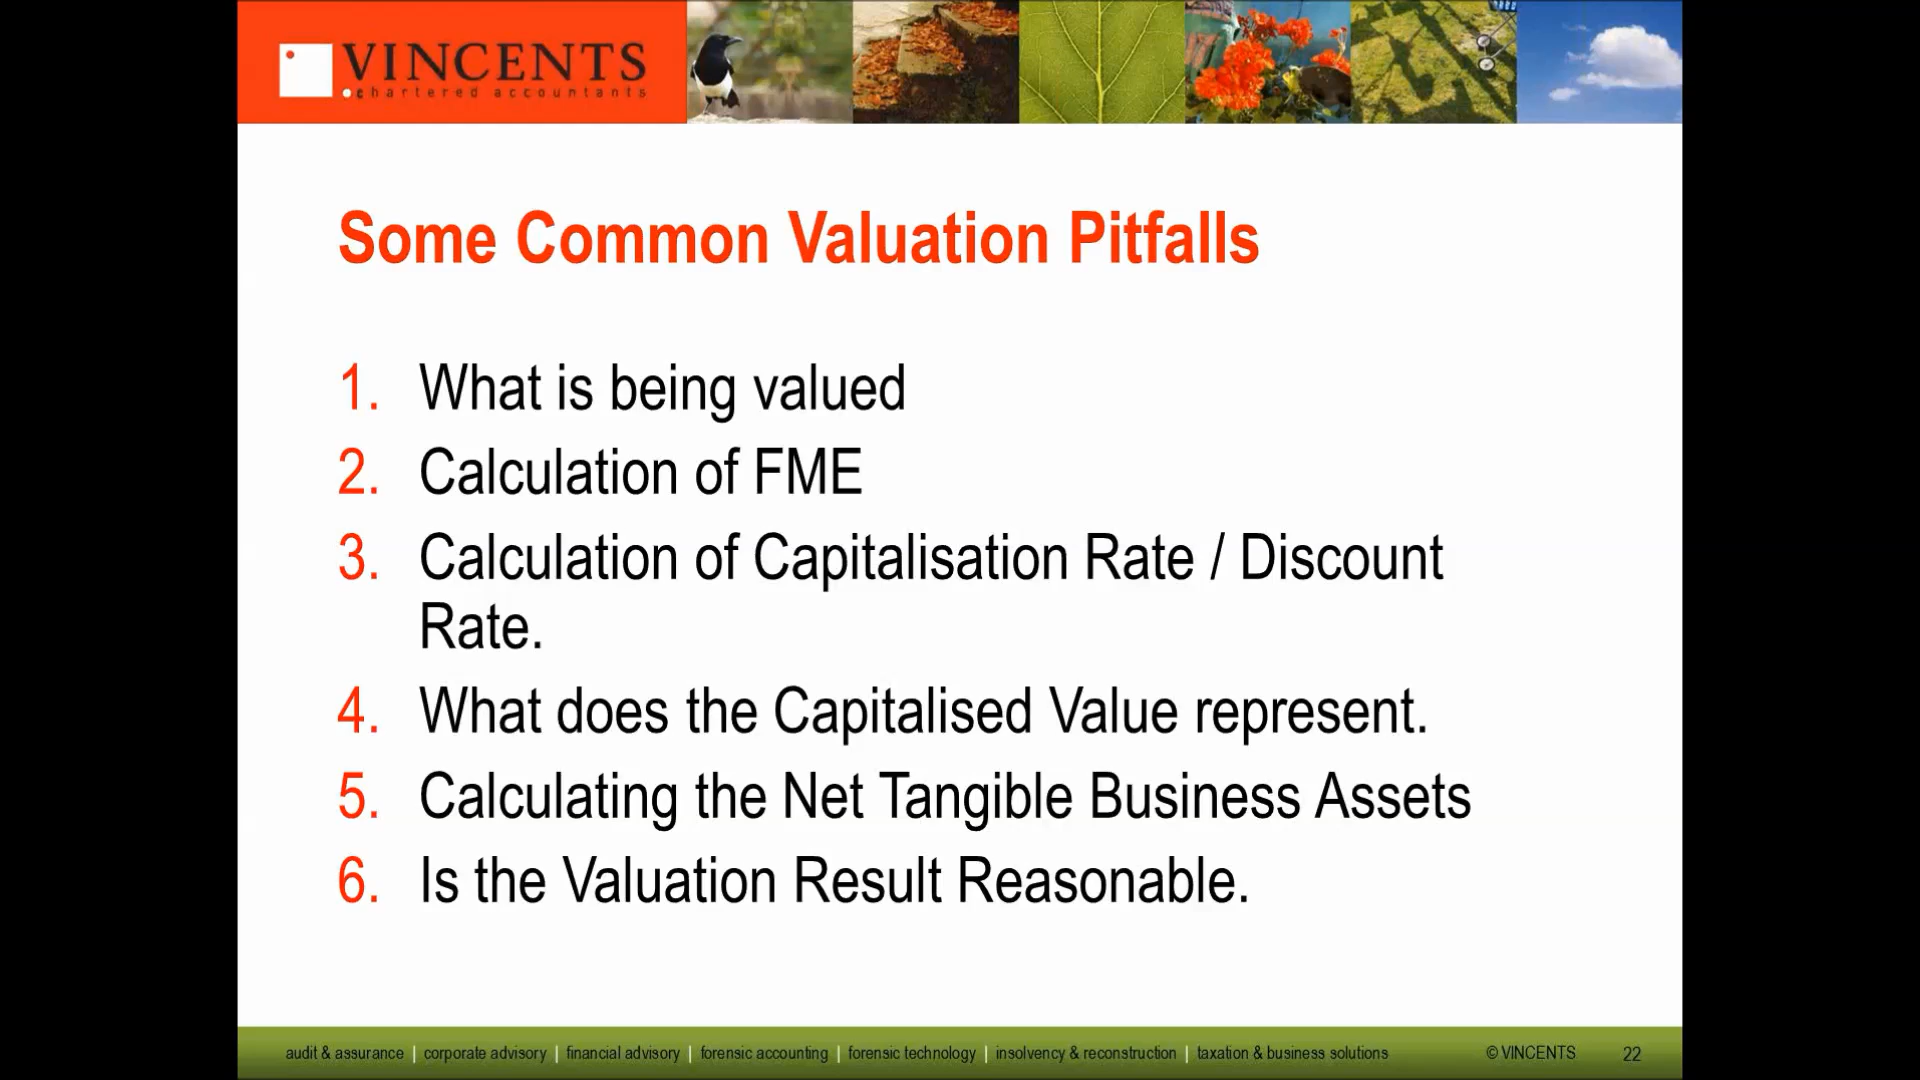 VINCENTS
chartered accountants
Some Common Valuation Pitfalls
1. What is being valued
2. Calculation of FME
3. Calculation of Capitalisation Rate / Discount
Rate.
4. What does the Capitalised Value represent.
5. Calculating the Net Tangible Business Assets
6. Is the Valuation Result Reasonable.
audit & assurance | corporate advisory | financial advisory | forensic accounting | forensic technology | insolvency & reconstruction | taxation & business solutions © VINCENTS 22